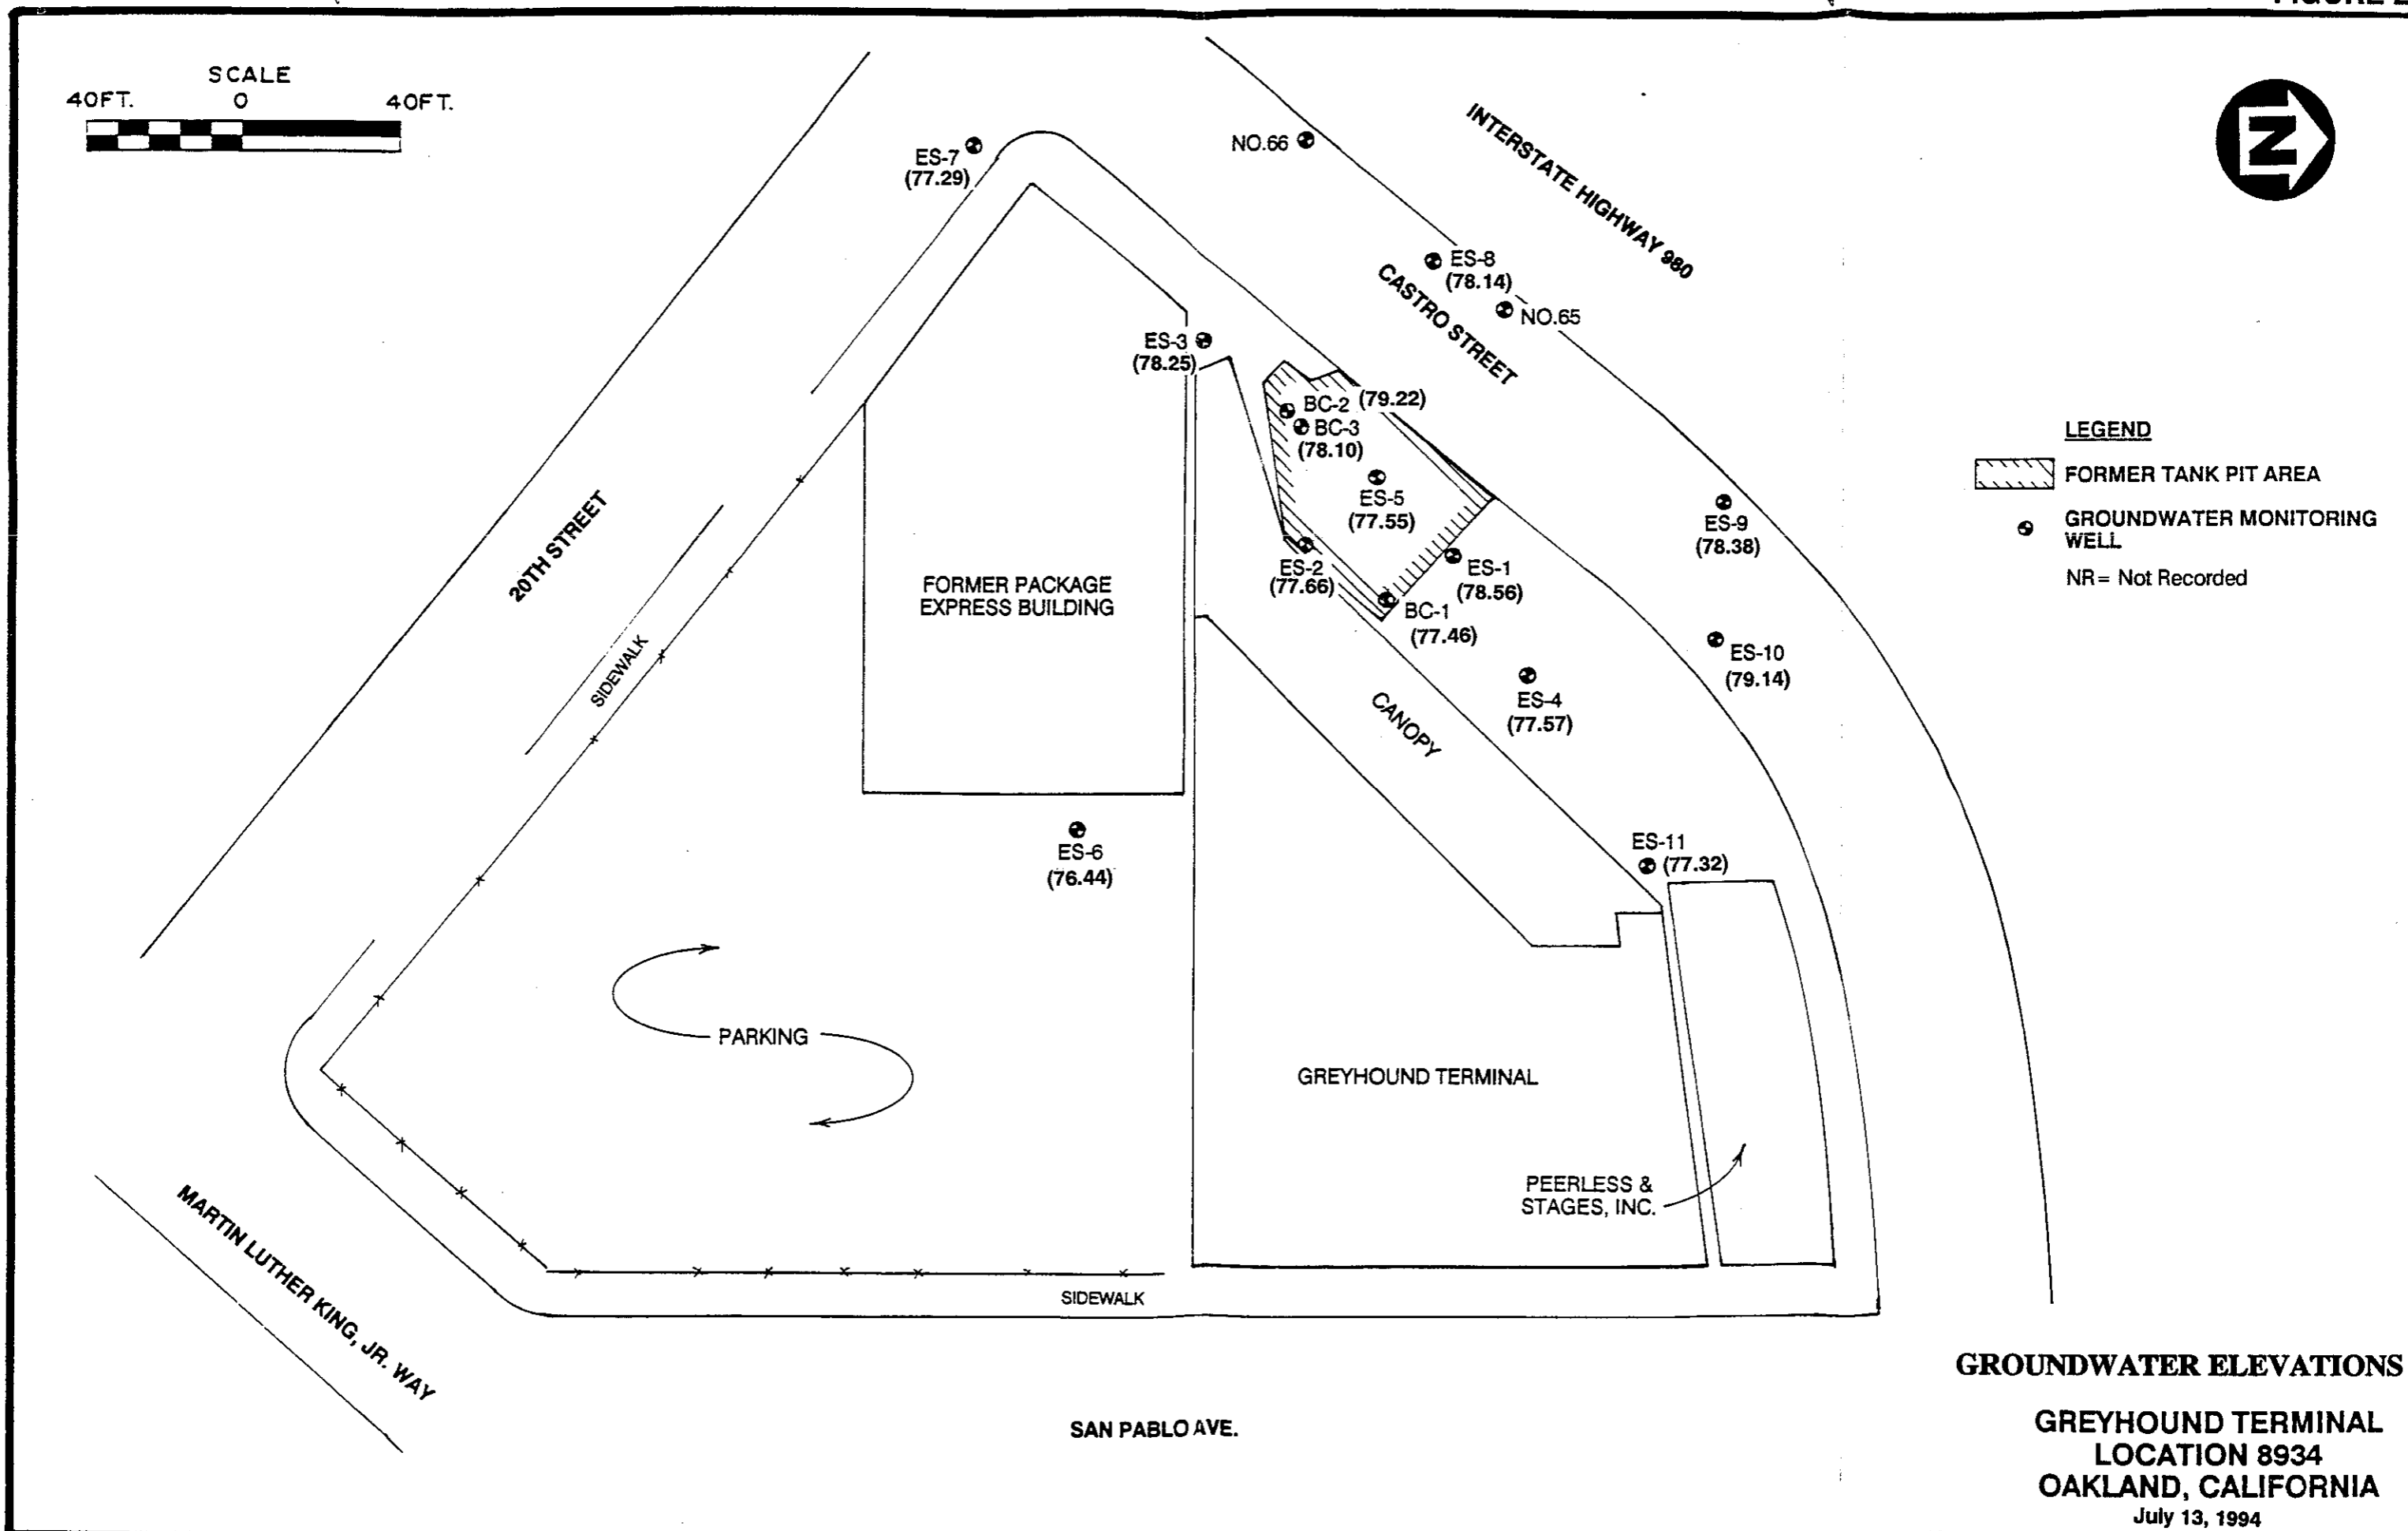 FIGURE 2
SCALE
40FT. 0 40FT.
INTERSTATE HIGHWAY 980
N
NO.66
ES-7
(77.29)
ES-8
(78.14)
NO.65
CASTRO STREET
ES-3
(78.25)
BC-2 (79.22)
BC-3
(78.10)
ES-5
(77.55)
ES-2
(77.66)
ES-1
(78.56)
BC-1
(77.46)
ES-9
(78.38)
ES-10
(79.14)
ES-4
(77.57)
LEGEND
FORMER TANK PIT AREA
GROUNDWATER MONITORING
WELL
NR= Not Recorded
20TH STREET
SIDEWALK
FORMER PACKAGE
EXPRESS BUILDING
CANOPY
ES-6
(76.44)
ES-11
(77.32)
PARKING
GREYHOUND TERMINAL
PEERLESS &
STAGES, INC.
SIDEWALK
MARTIN LUTHER KING, JR. WAY
SAN PABLO AVE.
GROUNDWATER ELEVATIONS
GREYHOUND TERMINAL
LOCATION 8934
OAKLAND, CALIFORNIA
July 13, 1994